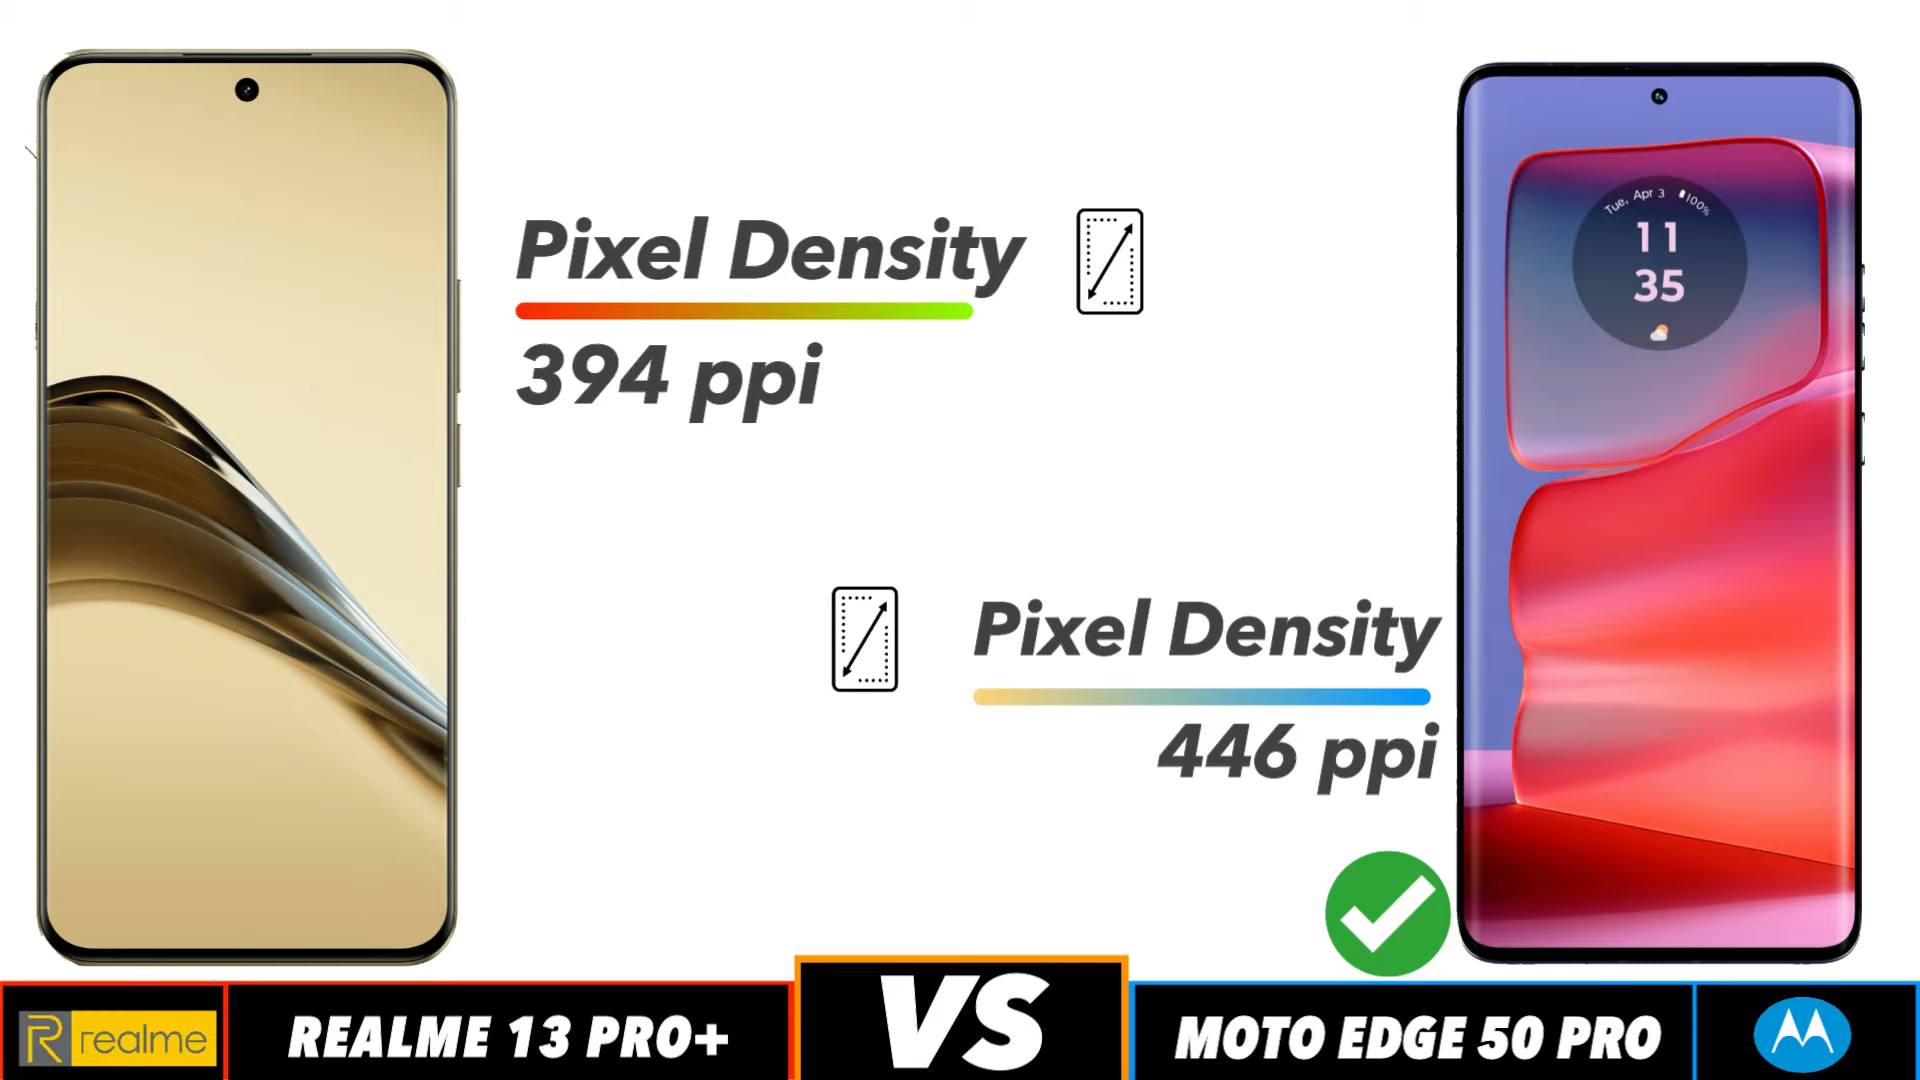 Pixel Density
394 ppi
Tue, Apr 3 100%
11
35
Pixel Density
446 ppi
R realme
REALME 13 PRO+
VS
MOTO EDGE 50 PRO